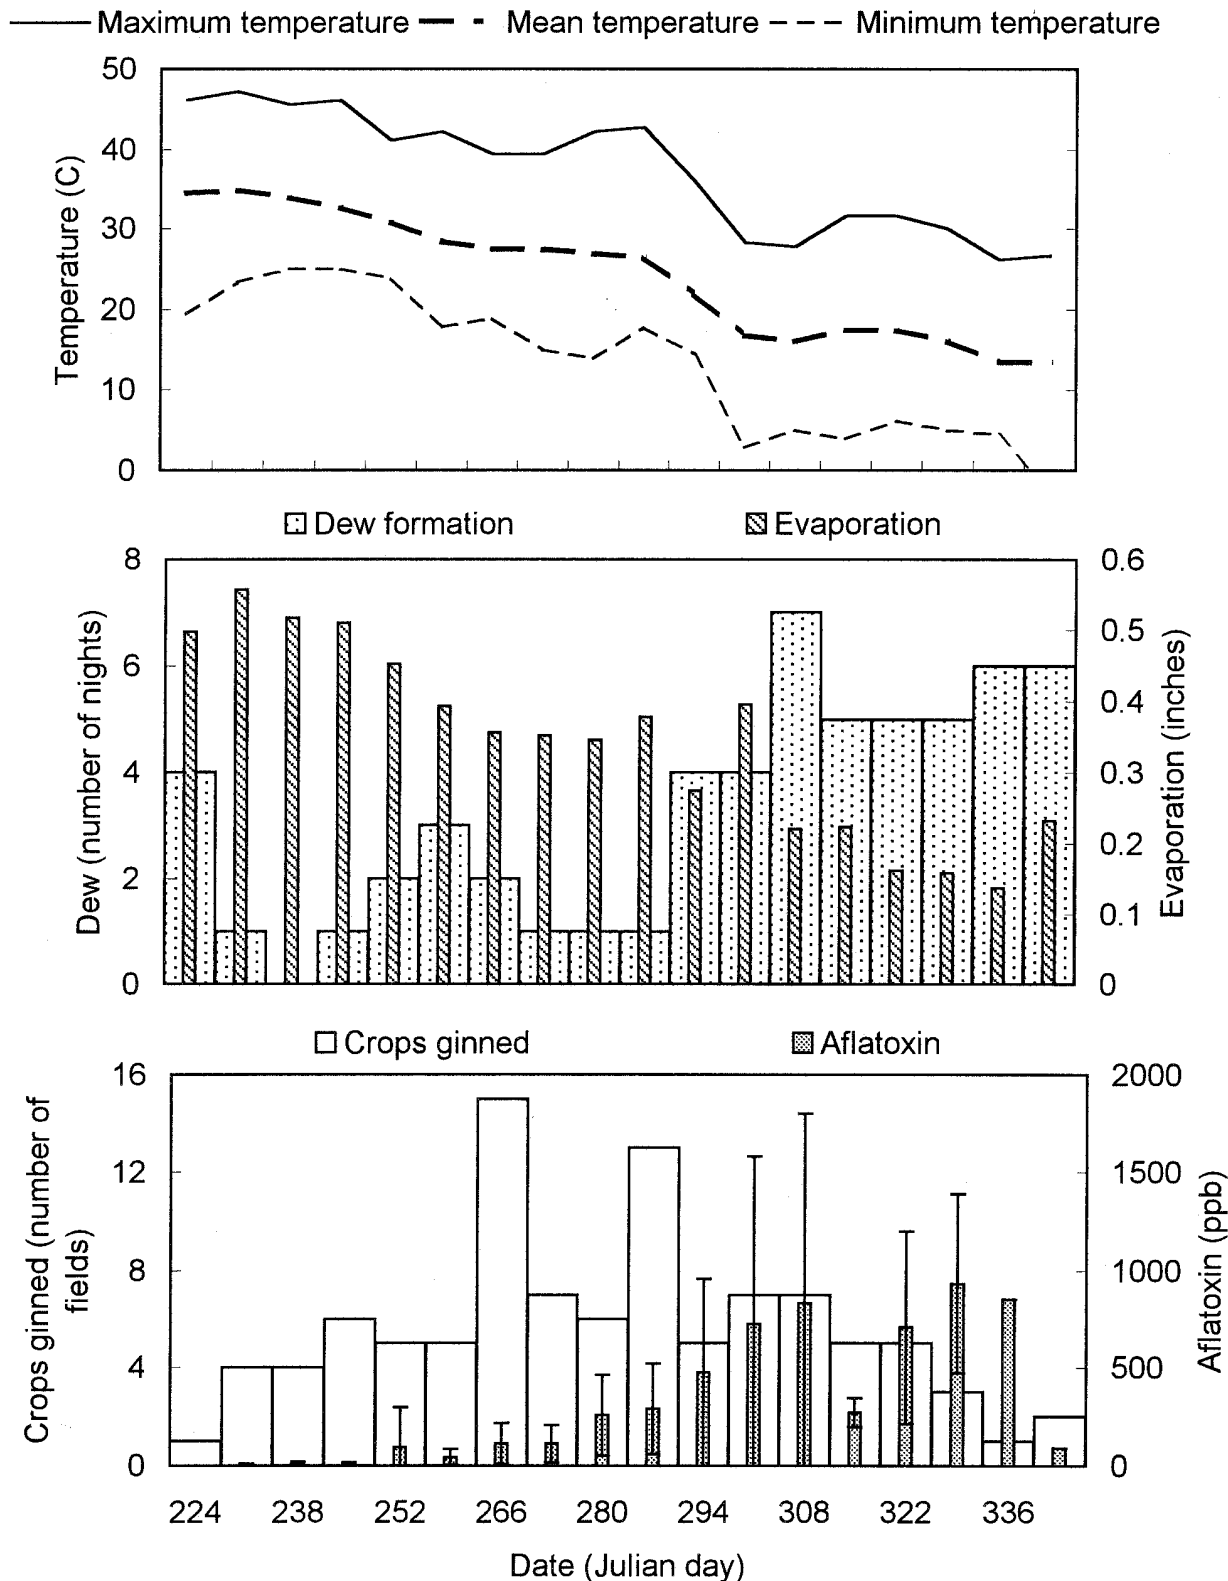 Maximum temperature Mean temperature Minimum temperature
50
40
30
20
10
0
Temperature (C)
Dew formation Evaporation
8
6
4
2
0
Dew (number of nights)
0.6
0.5
0.4
0.3
0.2
0.1
0
Evaporation (inches)
Crops ginned Aflatoxin
16
12
8
4
0
Crops ginned (number of
fields)
2000
1500
1000
500
0
Aflatoxin (ppb)
224 238 252 266 280 294 308 322 336
Date (Julian day)